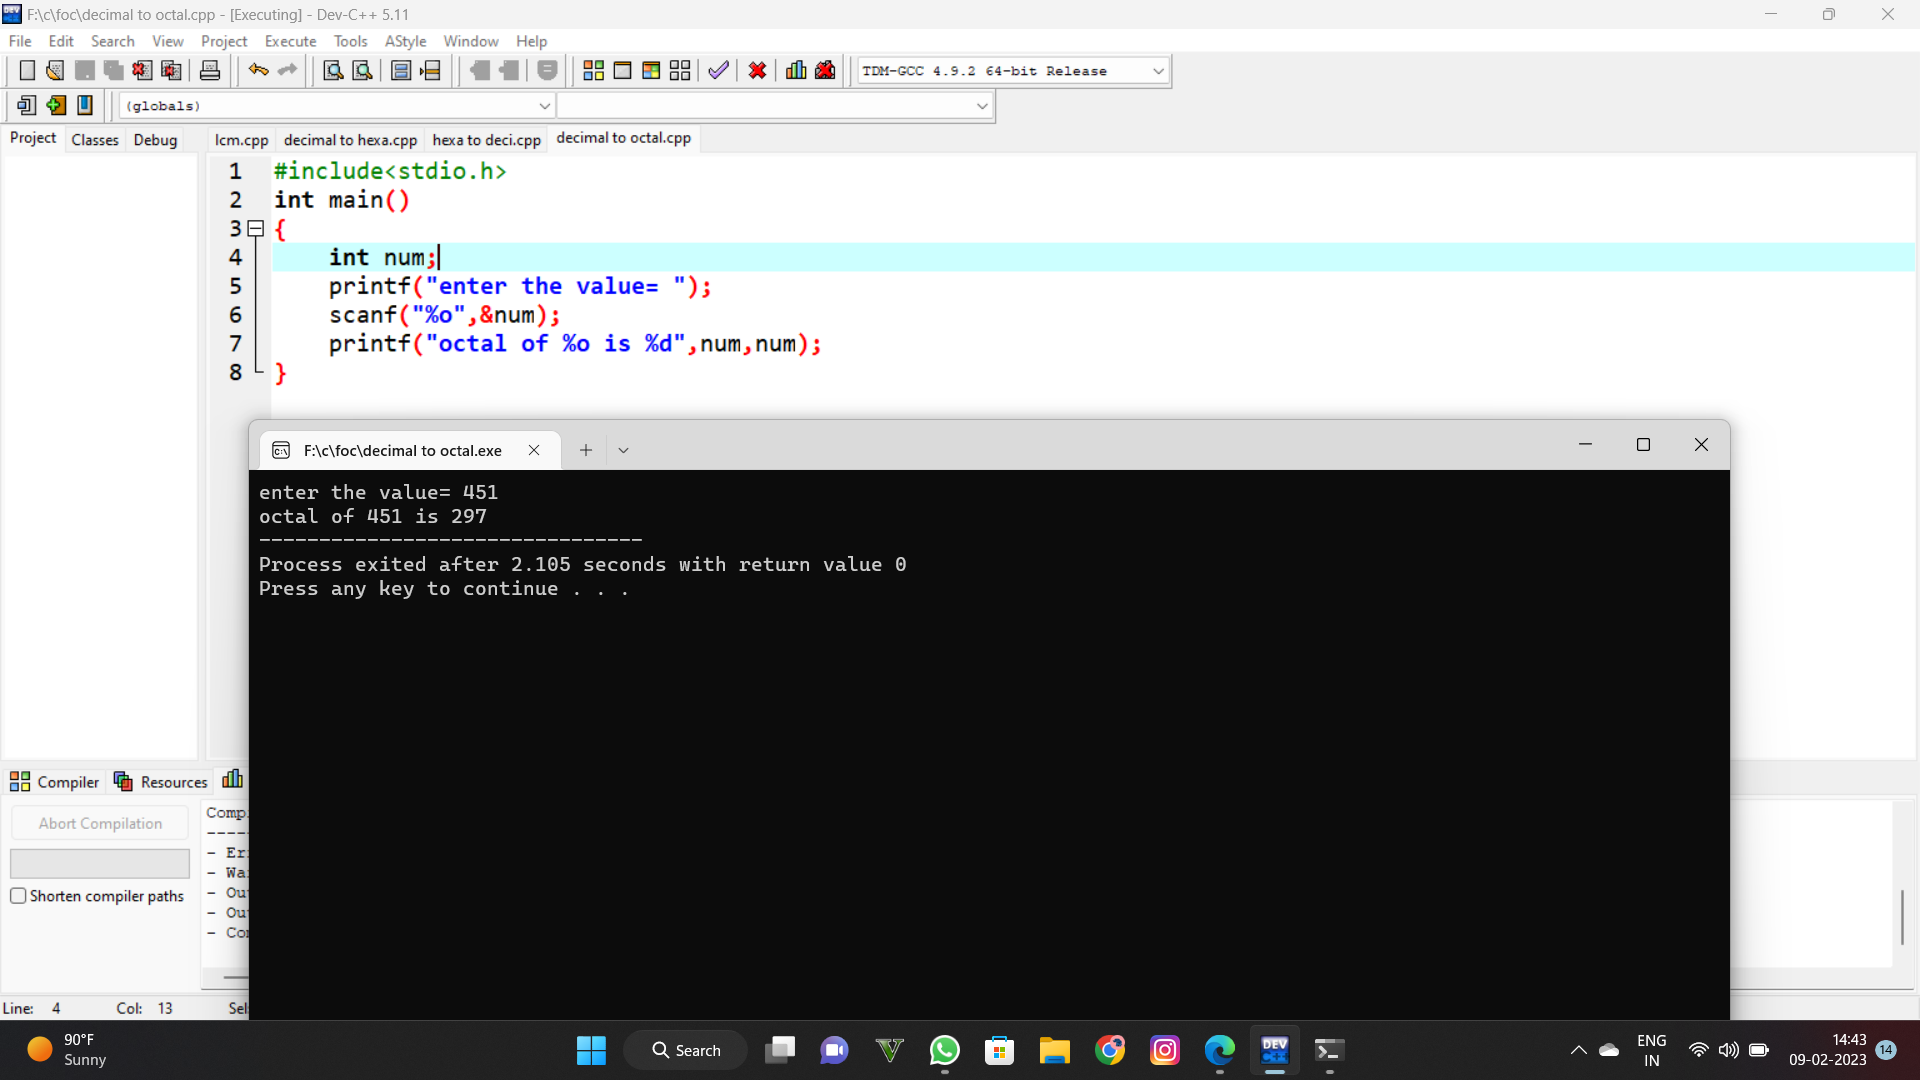 F:\c\foc\decimal to octal.cpp - [Executing] - Dev-C++ 5.11
File Edit Search View Project Execute Tools AStyle Window Help
TDM-GCC 4.9.2 64-bit Release
(globals)
Project Classes Debug lcm.cpp decimal to hexa.cpp hexa to deci.cpp decimal to octal.cpp
1 #include<stdio.h>
2 int main()
3 {
4 int num;
5 printf("enter the value= ");
6 scanf("%o",&num);
7 printf("octal of %o is %d",num,num);
8 }
F:\c\foc\decimal to octal.exe
enter the value= 451
octal of 451 is 297
--------------------------------
Process exited after 2.105 seconds with return value 0
Press any key to continue . . .
Compiler Resources
Abort Compilation
Shorten compiler paths
Comp
- Er
- Wa
- Ou
- Ou
- Co
Line: 4 Col: 13 Sel
90°F
Sunny
Search
DEV C++
ENG
IN
14:43
09-02-2023
14